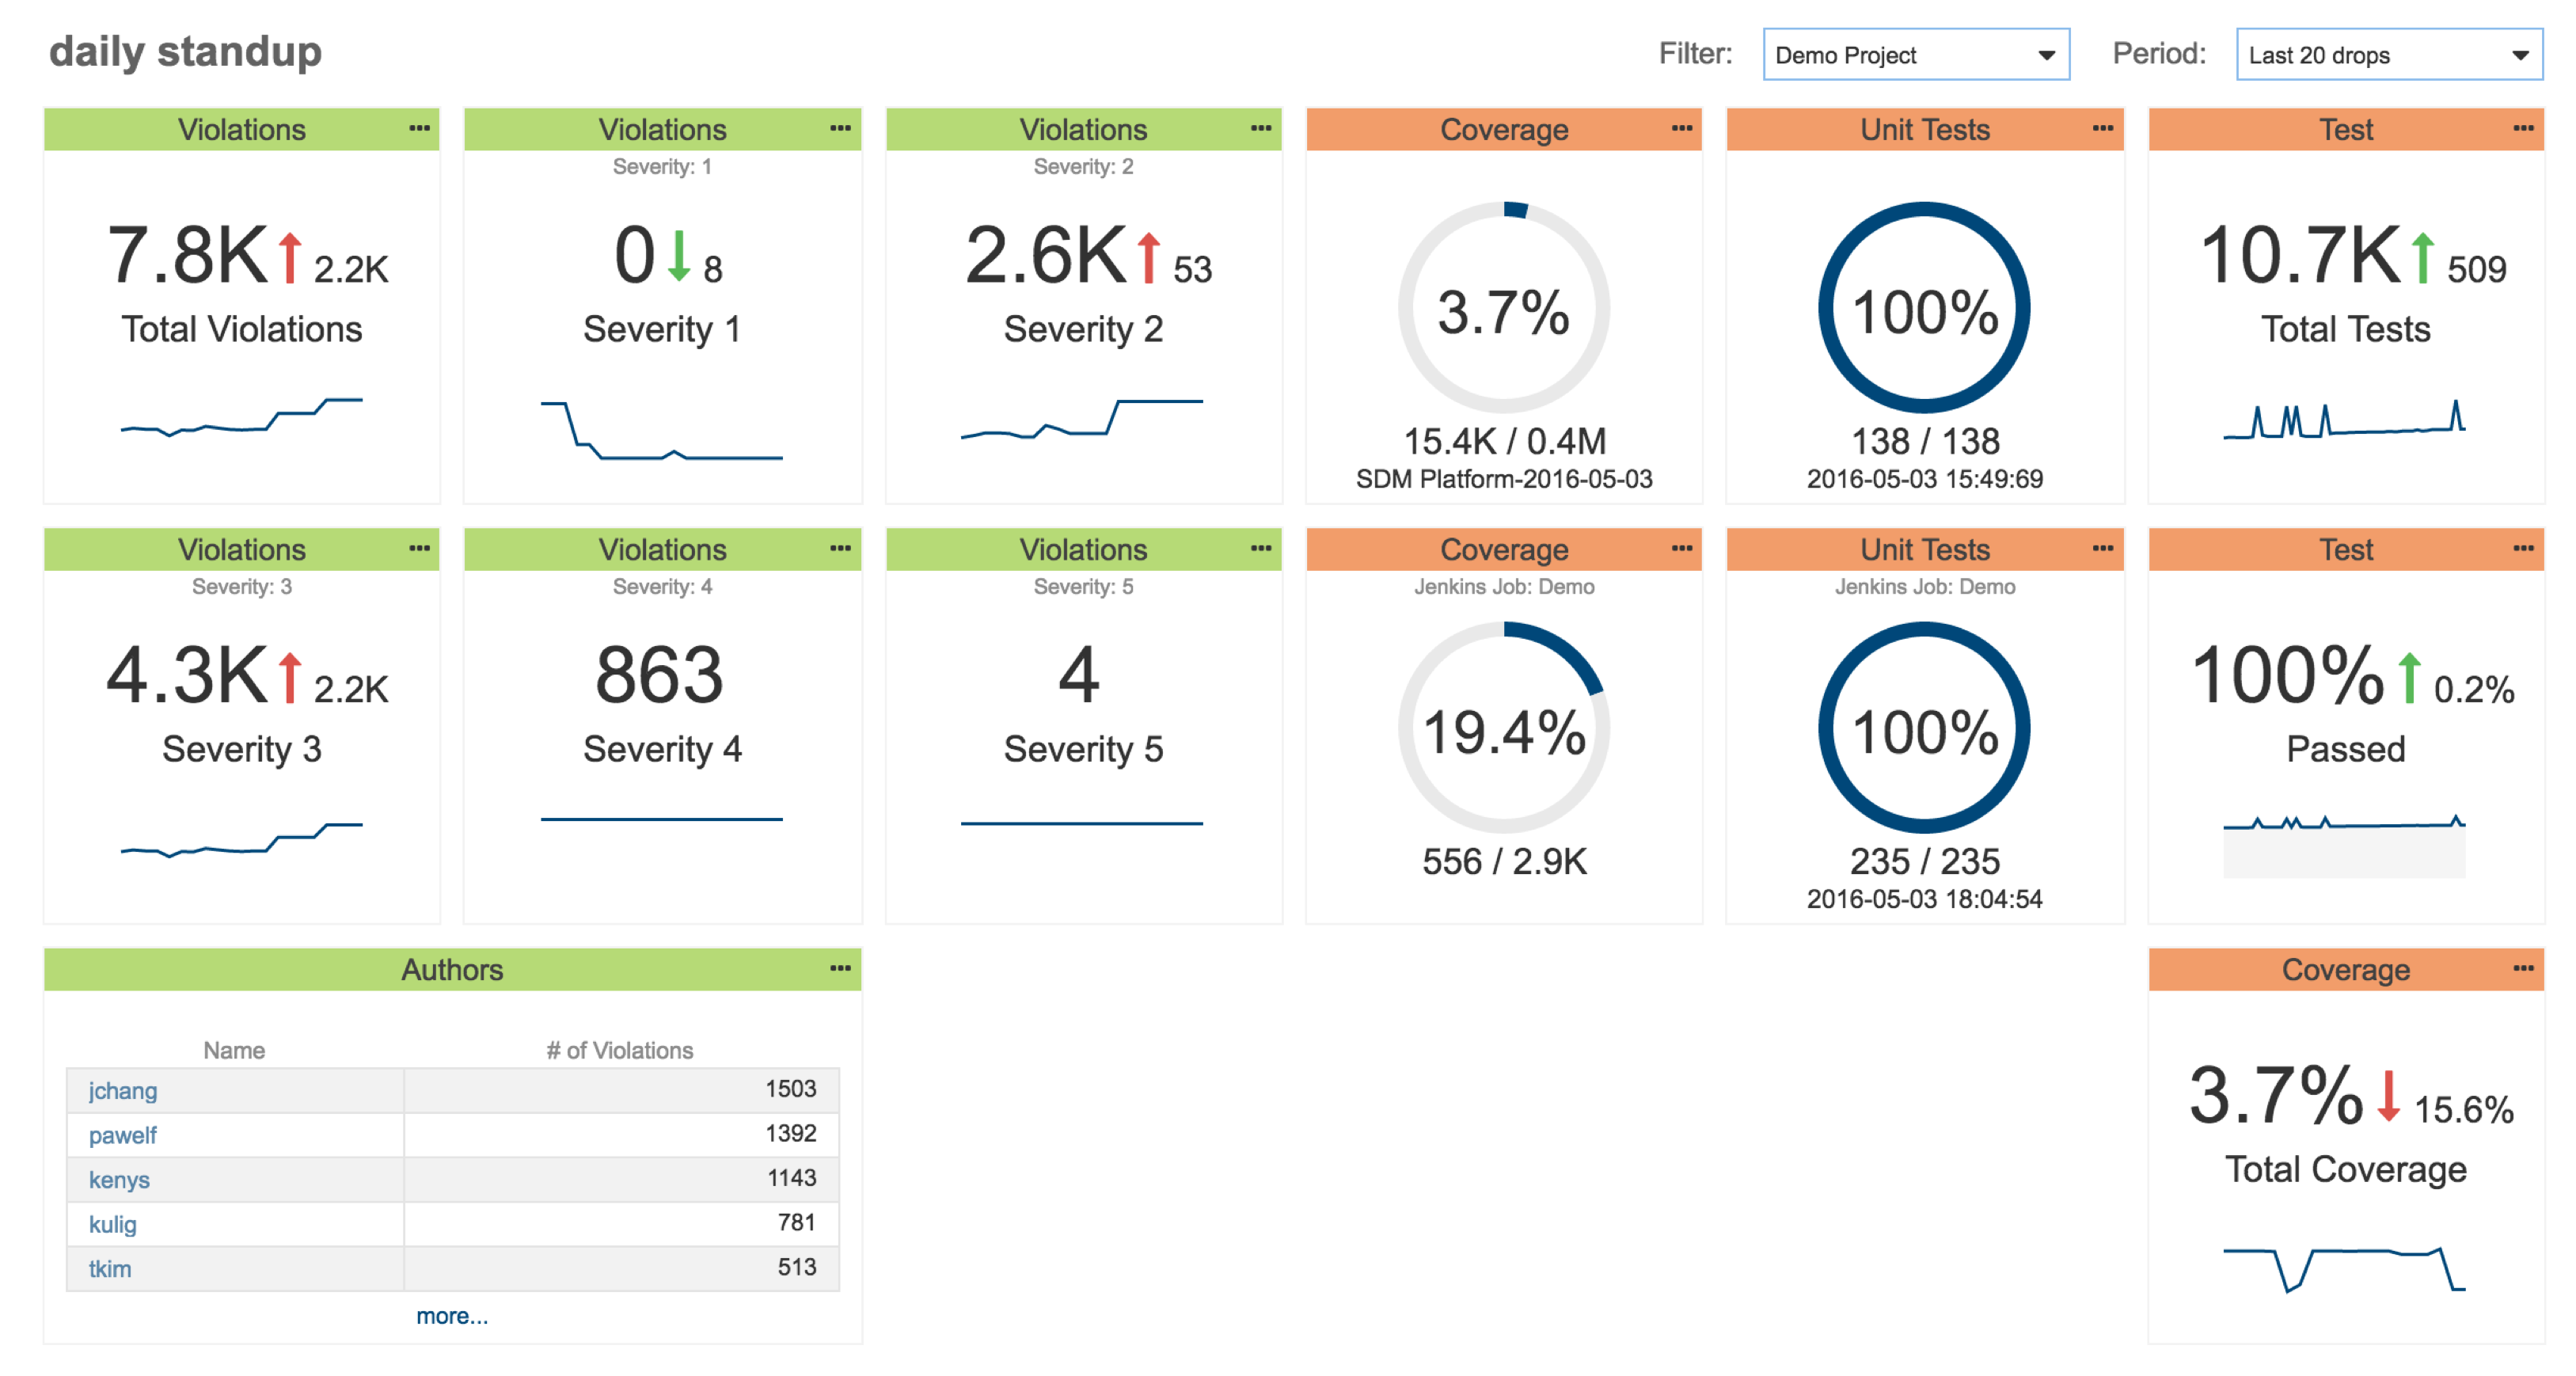 daily standup
Filter: Demo Project Period: Last 20 drops
Violations
7.8K 2.2K
Total Violations
Violations
Severity: 1
0 8
Severity 1
Violations
Severity: 2
2.6K 53
Severity 2
Coverage
3.7%
15.4K / 0.4M
SDM Platform-2016-05-03
Unit Tests
100%
138 / 138
2016-05-03 15:49:69
Test
10.7K 509
Total Tests
Violations
Severity: 3
4.3K 2.2K
Severity 3
Violations
Severity: 4
863
Severity 4
Violations
Severity: 5
4
Severity 5
Coverage
Jenkins Job: Demo
19.4%
556 / 2.9K
Unit Tests
Jenkins Job: Demo
100%
235 / 235
2016-05-03 18:04:54
Test
100% 0.2%
Passed
Authors
Name # of Violations
jchang 1503
pawelf 1392
kenys 1143
kulig 781
tkim 513
more...
Coverage
3.7% 15.6%
Total Coverage